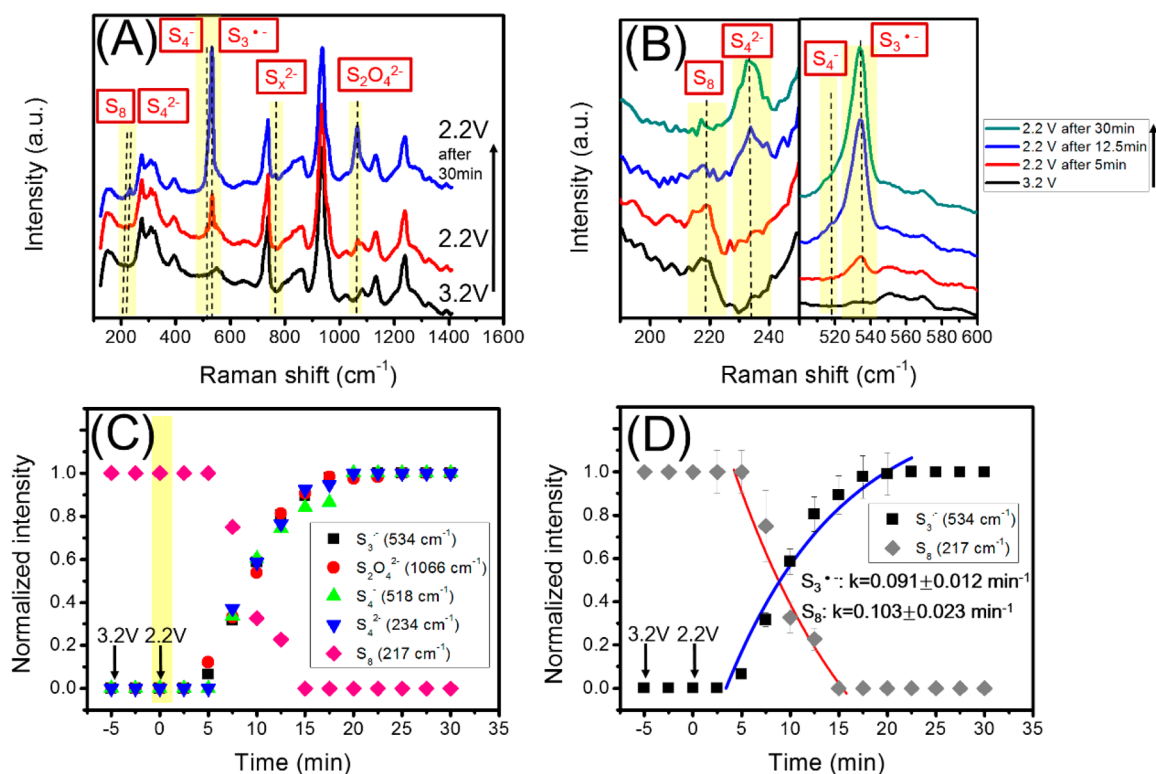 (A)
S₄⁻
S₃•⁻
Sₓ²⁻
S₂O₄²⁻
S₈
S₄²⁻
2.2V
after
30min
2.2V
3.2V
Intensity (a.u.)
0 200 400 600 800 1000 1200 1400 1600
Raman shift (cm⁻¹)
(B)
S₈
S₄²⁻
S₄⁻
S₃•⁻
2.2 V after 30min
2.2 V after 12.5min
2.2 V after 5min
3.2 V
Intensity (a.u.)
200 220 240 520 540 560 580 600
Raman shift (cm⁻¹)
(C)
Normalized intensity
1.0
0.8
0.6
0.4
0.2
0.0
3.2V 2.2V
S₃·⁻ (534 cm⁻¹)
S₂O₄²⁻ (1066 cm⁻¹)
S₄⁻ (518 cm⁻¹)
S₄²⁻ (234 cm⁻¹)
S₈ (217 cm⁻¹)
-5 0 5 10 15 20 25 30 35
Time (min)
(D)
Normalized intensity
1.0
0.8
0.6
0.4
0.2
0.0
3.2V 2.2V
S₃·⁻ (534 cm⁻¹)
S₈ (217 cm⁻¹)
S₃•⁻: k=0.091±0.012 min⁻¹
S₈: k=0.103±0.023 min⁻¹
-5 0 5 10 15 20 25 30 35
Time (min)